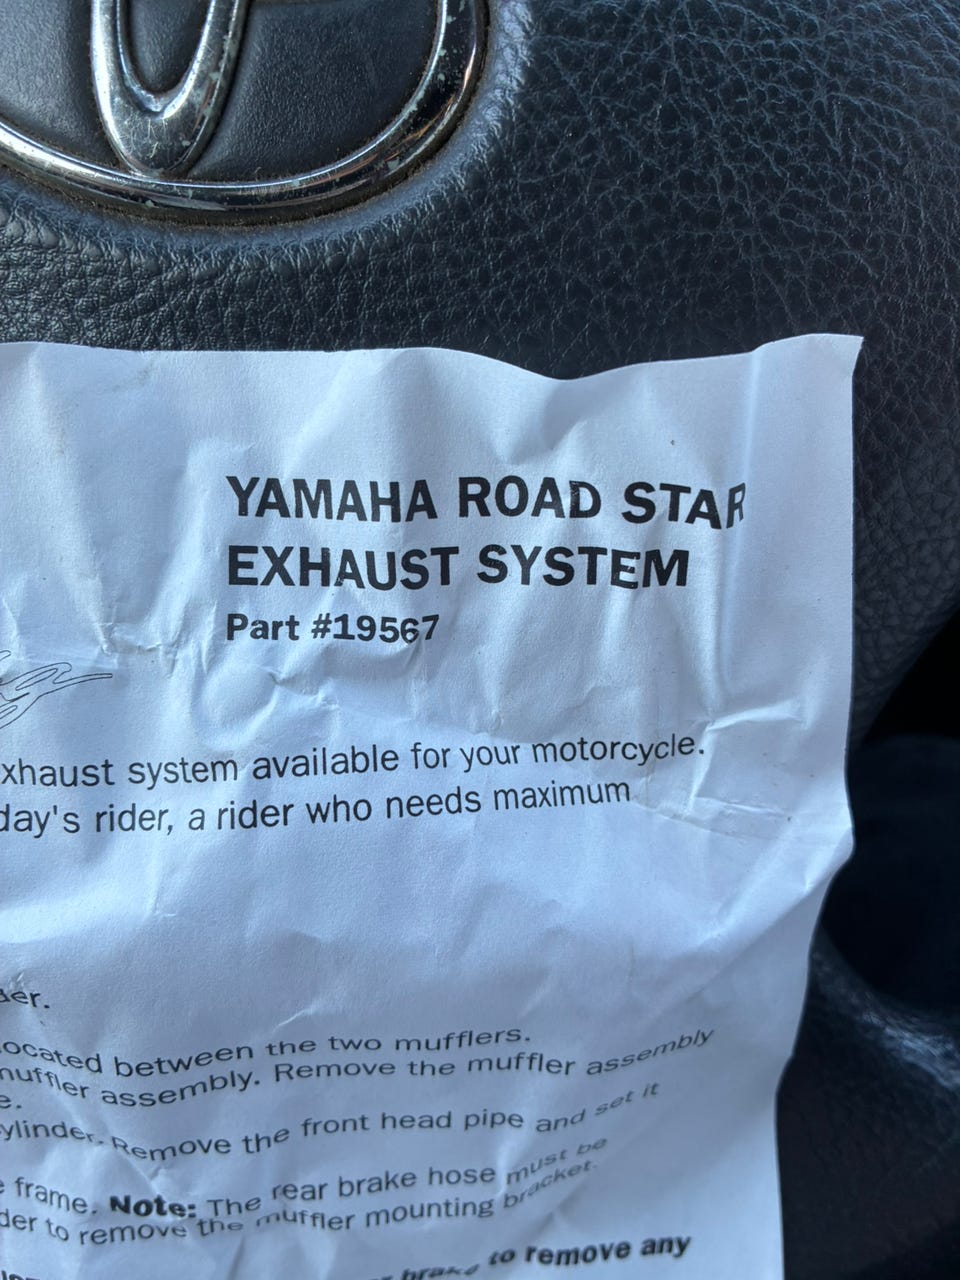 YAMAHA ROAD STAR
EXHAUST SYSTEM
Part #19567
xhaust system available for your motorcycle.
day's rider, a rider who needs maximum
der.
ocated between the two mufflers.
muffler assembly. Remove the muffler assembly
e.
ylinder. Remove the front head pipe and set it
e frame. Note: The rear brake hose must be
der to remove the muffler mounting bracket.
brake to remove any